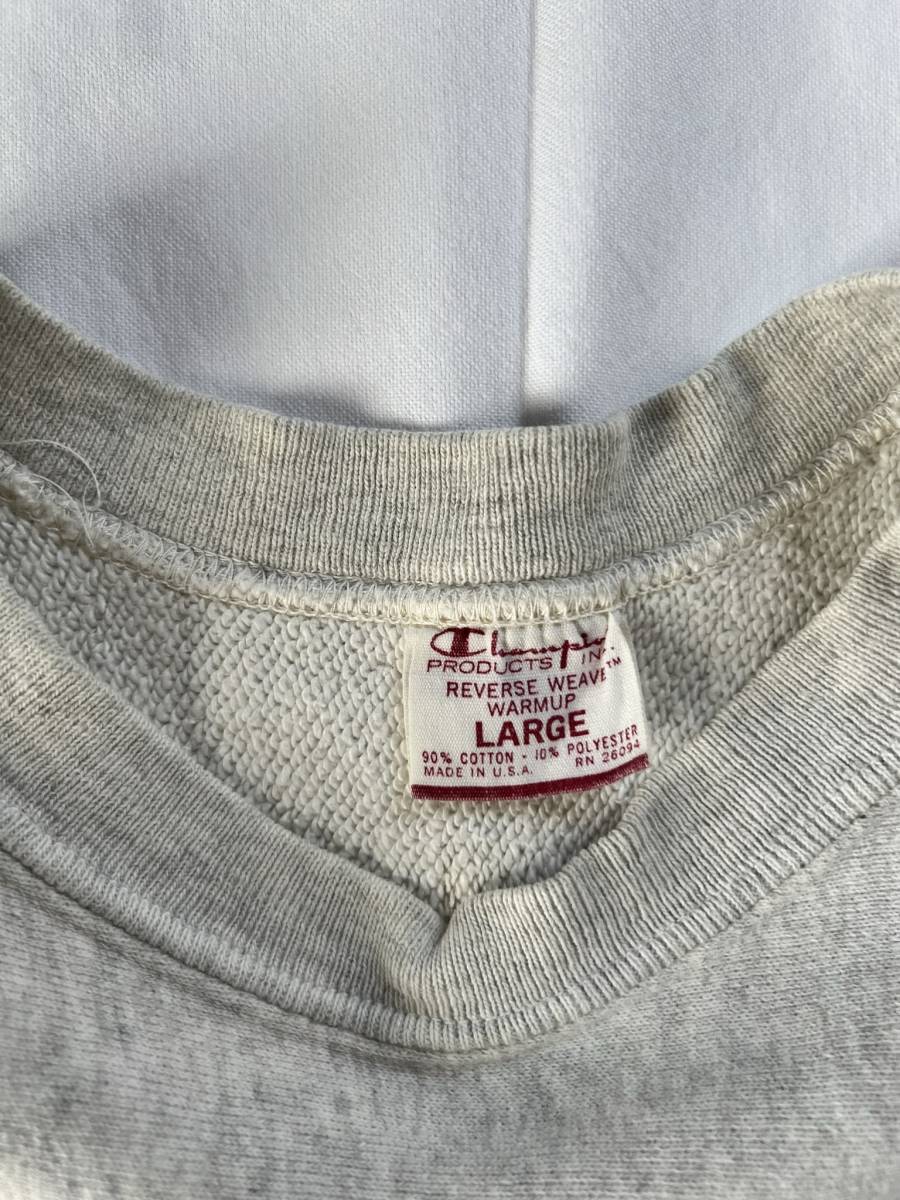 Champion
PRODUCTS INC.
REVERSE WEAVE™
WARMUP
LARGE
90% COTTON - 10% POLYESTER
MADE IN U.S.A. RN 26094